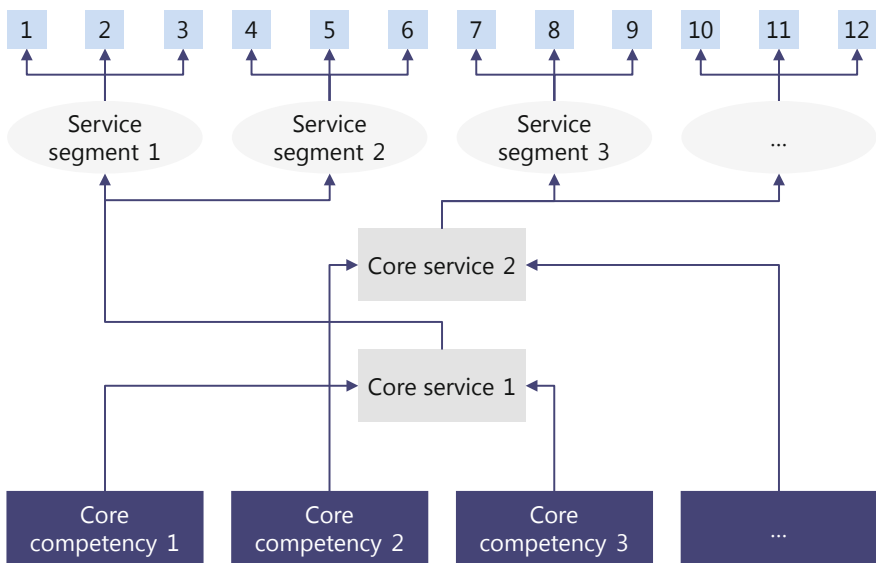 1 2 3 4 5 6 7 8 9 10 11 12
Service
segment 1
Service
segment 2
Service
segment 3
...
Core service 2
Core service 1
Core
competency 1
Core
competency 2
Core
competency 3
...